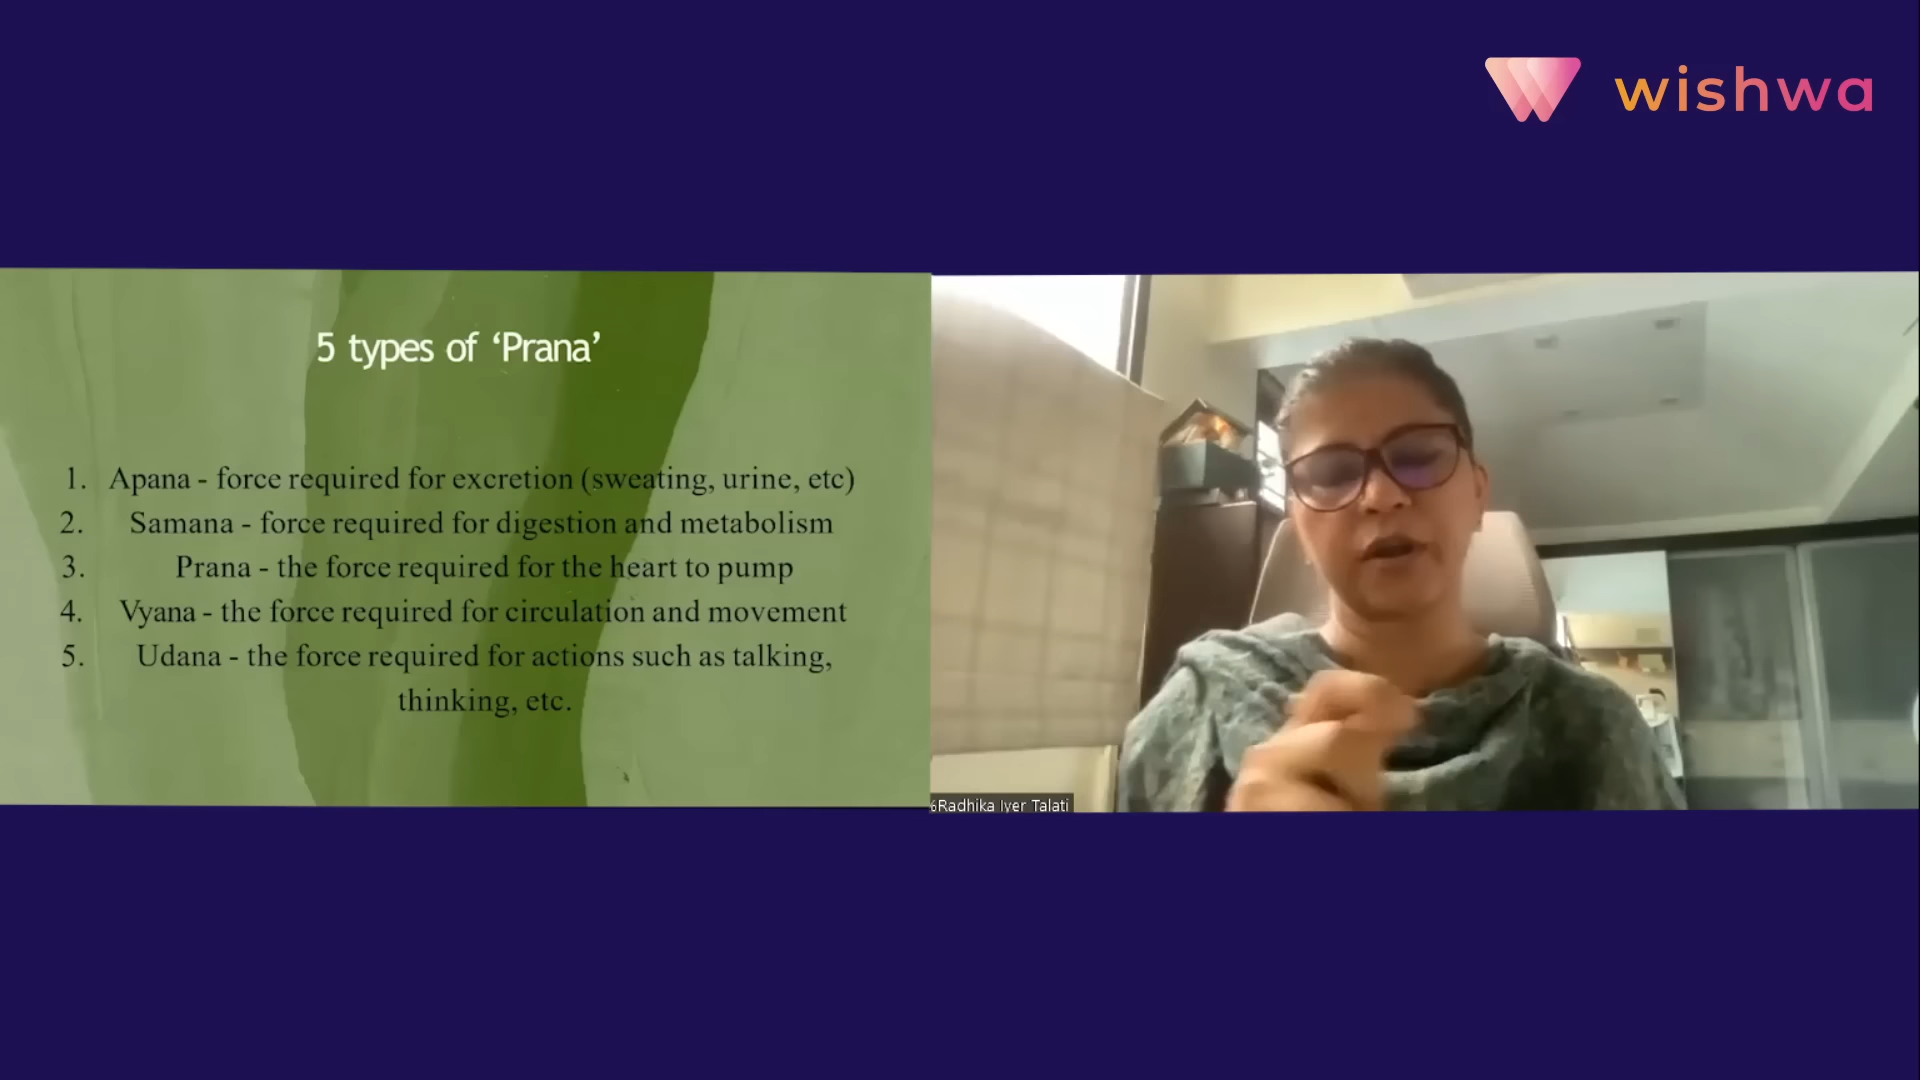 wishwa
5 types of ‘Prana’
1. Apana - force required for excretion (sweating, urine, etc)
2. Samana - force required for digestion and metabolism
3. Prana - the force required for the heart to pump
4. Vyana - the force required for circulation and movement
5. Udana - the force required for actions such as talking,
thinking, etc.
Radhika Iyer Talati